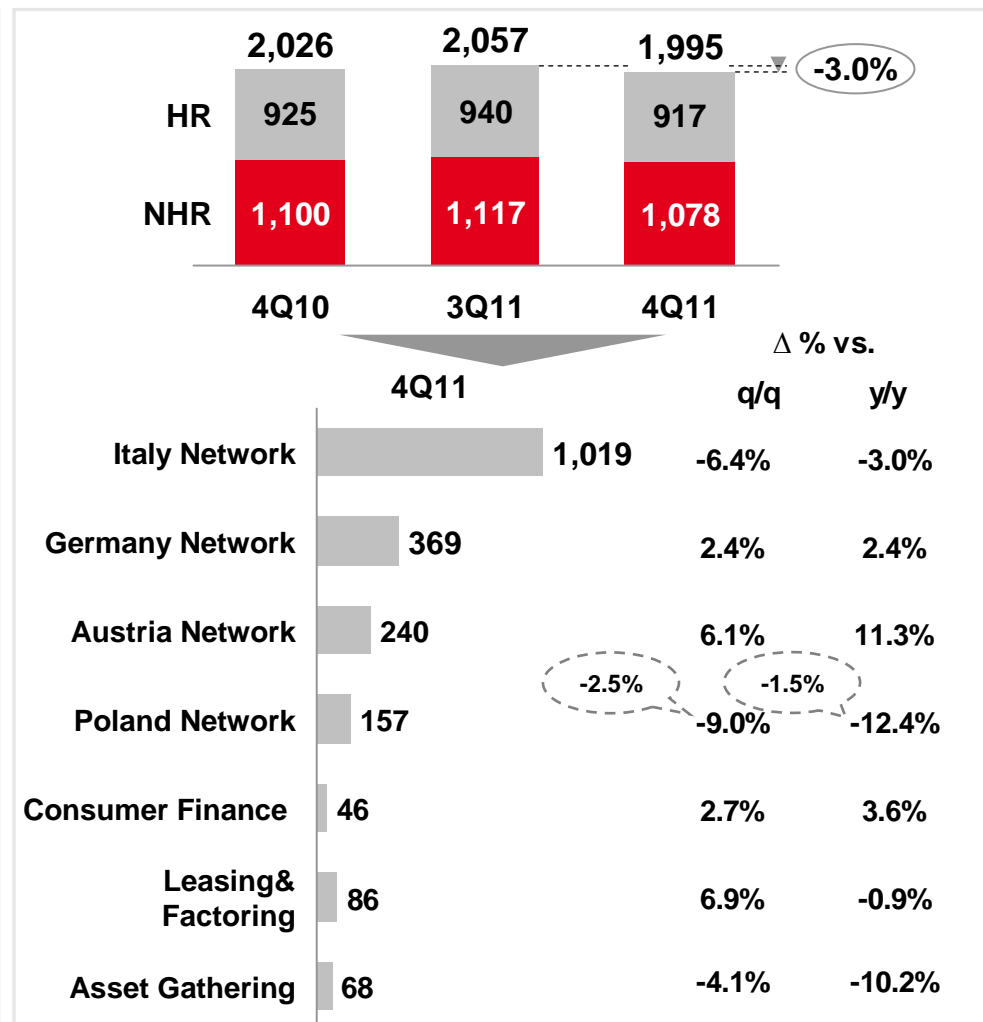 2,026 2,057 1,995
-3.0%
HR 925 940 917
NHR 1,100 1,117 1,078
4Q10 3Q11 4Q11
∆ % vs.
4Q11 q/q y/y
Italy Network 1,019 -6.4% -3.0%
Germany Network 369 2.4% 2.4%
Austria Network 240 6.1% 11.3%
-2.5% -1.5%
Poland Network 157 -9.0% -12.4%
Consumer Finance 46 2.7% 3.6%
Leasing&
Factoring 86 6.9% -0.9%
Asset Gathering 68 -4.1% -10.2%